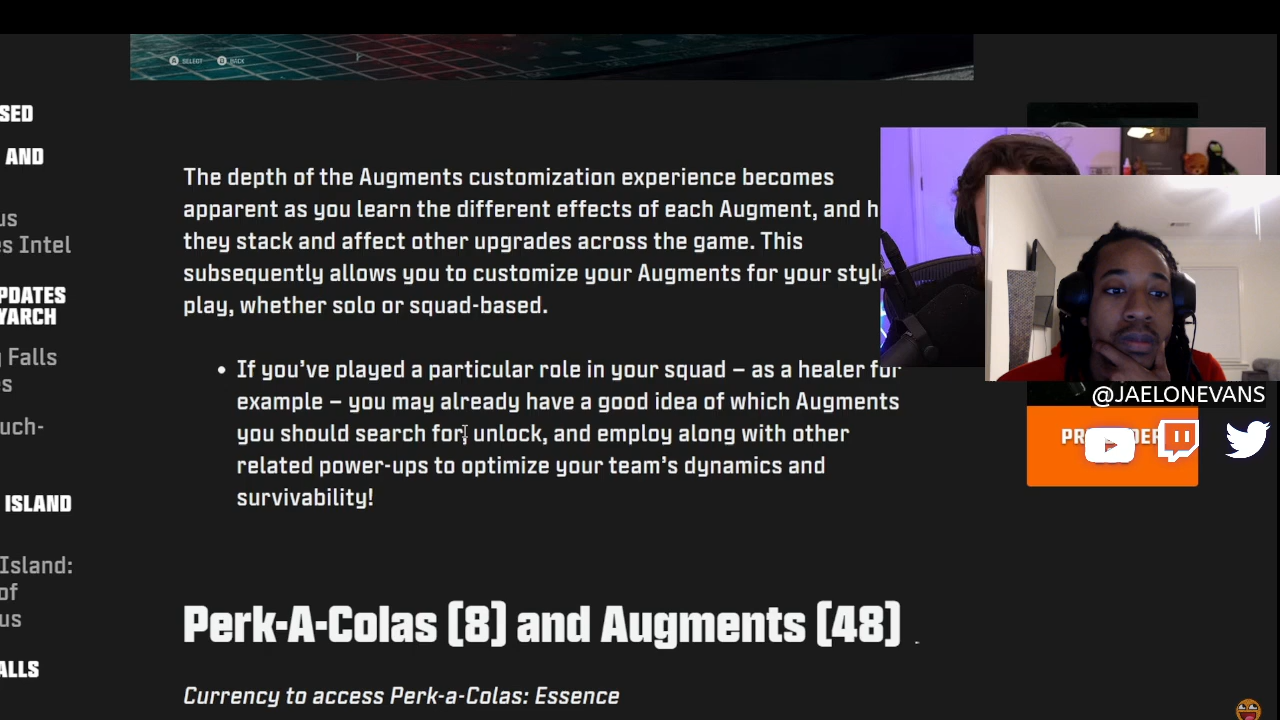 SELECT BACK
SED
AND
us
es Intel
PDATES
YARCH
Falls
es
uch-
ISLAND
Island:
of
us
ALLS
The depth of the Augments customization experience becomes
apparent as you learn the different effects of each Augment, and h
they stack and affect other upgrades across the game. This
subsequently allows you to customize your Augments for your style
play, whether solo or squad-based.
• If you've played a particular role in your squad – as a healer for
example – you may already have a good idea of which Augments
you should search for, unlock, and employ along with other
related power-ups to optimize your team's dynamics and
survivability!
Perk-A-Colas (8) and Augments (48)
Currency to access Perk-a-Colas: Essence
@JAELONEVANS